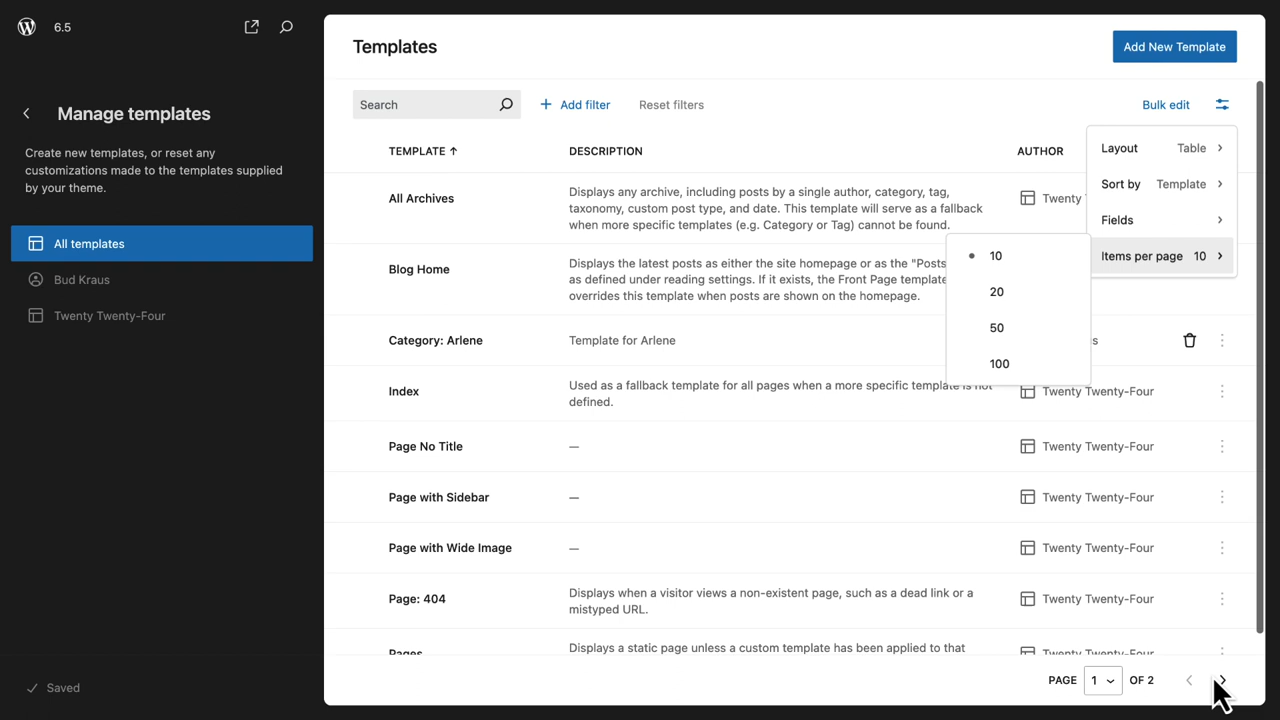 6.5
Manage templates
Create new templates, or reset any
customizations made to the templates supplied
by your theme.
All templates
Bud Kraus
Twenty Twenty-Four
Saved
Templates
Add New Template
Search
Add filter
Reset filters
Bulk edit
TEMPLATE
DESCRIPTION
AUTHOR
Layout Table
Sort by Template
Fields
Items per page 10
10
20
50
100
All Archives
Displays any archive, including posts by a single author, category, tag,
taxonomy, custom post type, and date. This template will serve as a fallback
when more specific templates (e.g. Category or Tag) cannot be found.
Twenty
Blog Home
Displays the latest posts as either the site homepage or as the "Posts
as defined under reading settings. If it exists, the Front Page template
overrides this template when posts are shown on the homepage.
Category: Arlene
Template for Arlene
s
Index
Used as a fallback template for all pages when a more specific template is not
defined.
Twenty Twenty-Four
Page No Title
—
Twenty Twenty-Four
Page with Sidebar
—
Twenty Twenty-Four
Page with Wide Image
—
Twenty Twenty-Four
Page: 404
Displays when a visitor views a non-existent page, such as a dead link or a
mistyped URL.
Twenty Twenty-Four
Pages
Displays a static page unless a custom template has been applied to that
Twenty Twenty-Four
PAGE 1 OF 2